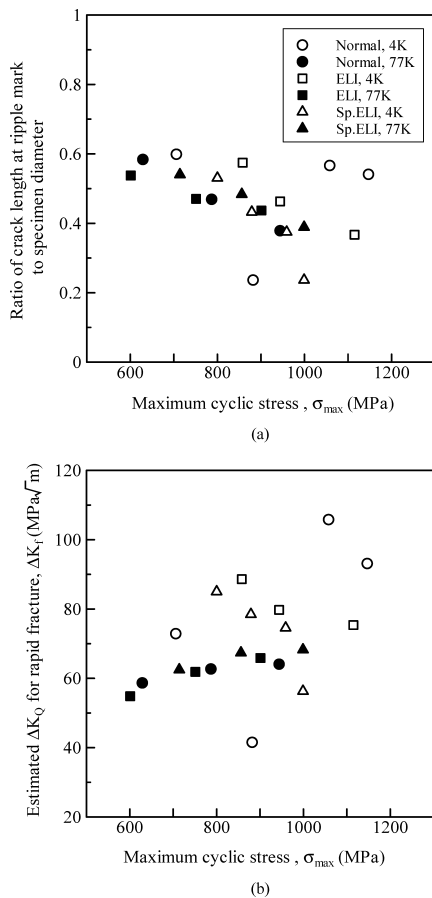 1
0.8
0.6
0.4
0.2
0
Ratio of crack length at ripple mark
to specimen diameter
Normal, 4K
Normal, 77K
ELI, 4K
ELI, 77K
Sp.ELI, 4K
Sp.ELI, 77K
600 800 1000 1200
Maximum cyclic stress , σmax (MPa)
(a)
120
100
80
60
40
20
Estimated ΔKQ for rapid fracture, ΔKf (MPa√m)
600 800 1000 1200
Maximum cyclic stress , σmax (MPa)
(b)